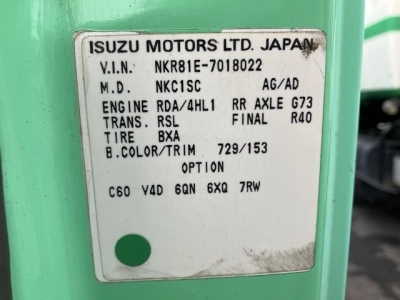 ISUZU MOTORS LTD. JAPAN
V.I.N. NKR81E-7018022
M.D. NKC1SC AG/AD
ENGINE RDA/4HL1 RR AXLE G73
TRANS. RSL FINAL R40
TIRE BXA
B.COLOR/TRIM 729/153
OPTION
C60 V4D 6QN 6XQ 7RW